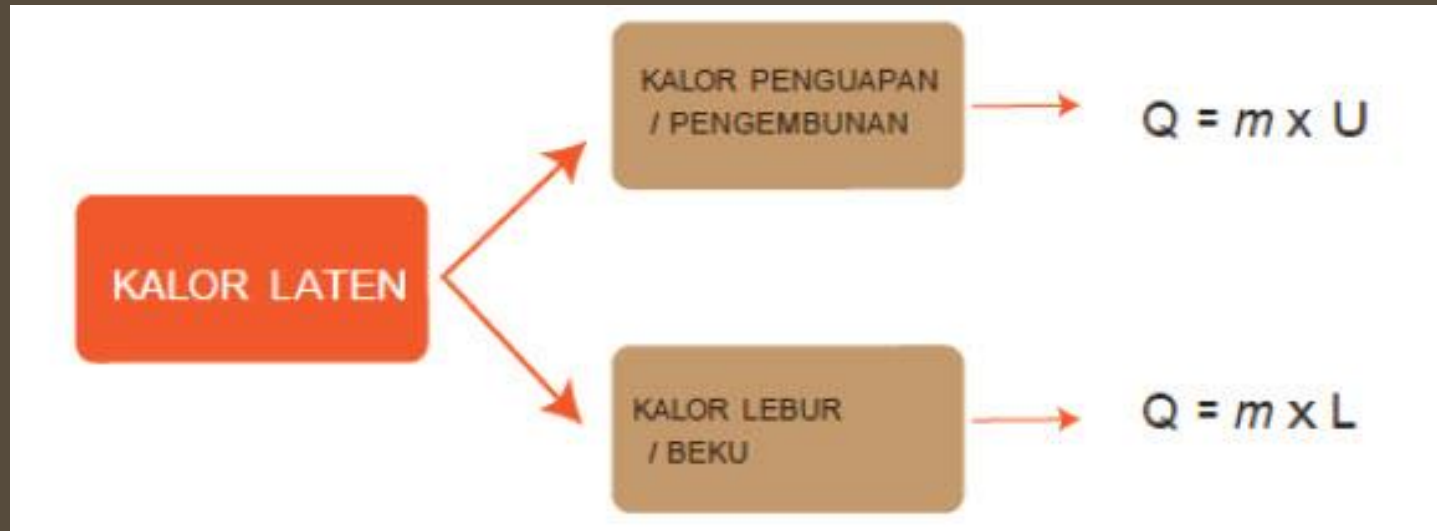 KALOR LATEN
KALOR PENGUAPAN
/ PENGEMBUNAN
Q = m x U
KALOR LEBUR
/ BEKU
Q = m x L